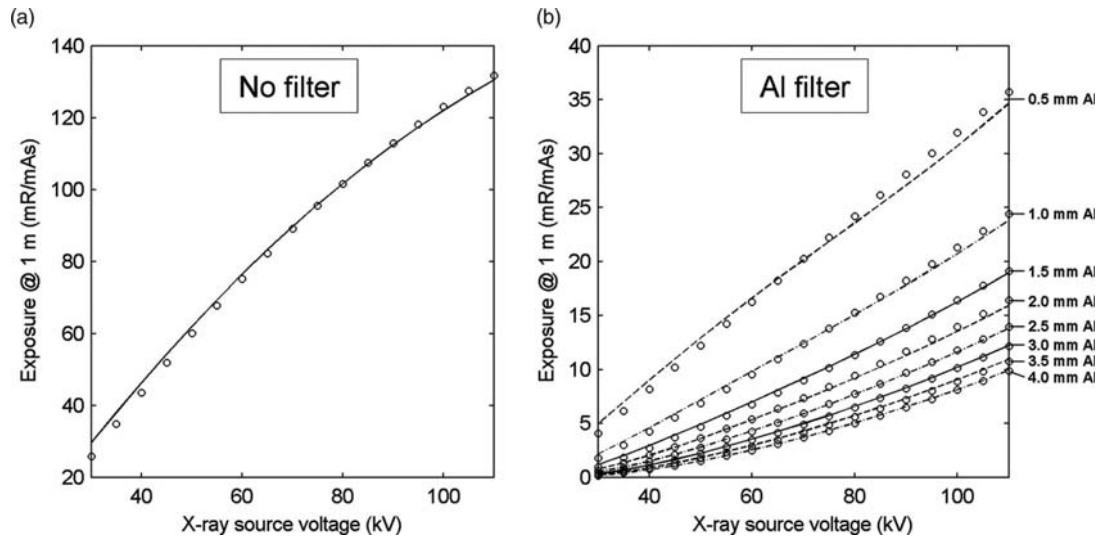 (a)
No filter
140
120
100
80
60
40
20
40
60
80
100
Exposure @ 1 m (mR/mAs)
X-ray source voltage (kV)
(b)
Al filter
40
35
30
25
20
15
10
5
0
40
60
80
100
Exposure @ 1 m (mR/mAs)
X-ray source voltage (kV)
0.5 mm Al
1.0 mm Al
1.5 mm Al
2.0 mm Al
2.5 mm Al
3.0 mm Al
3.5 mm Al
4.0 mm Al